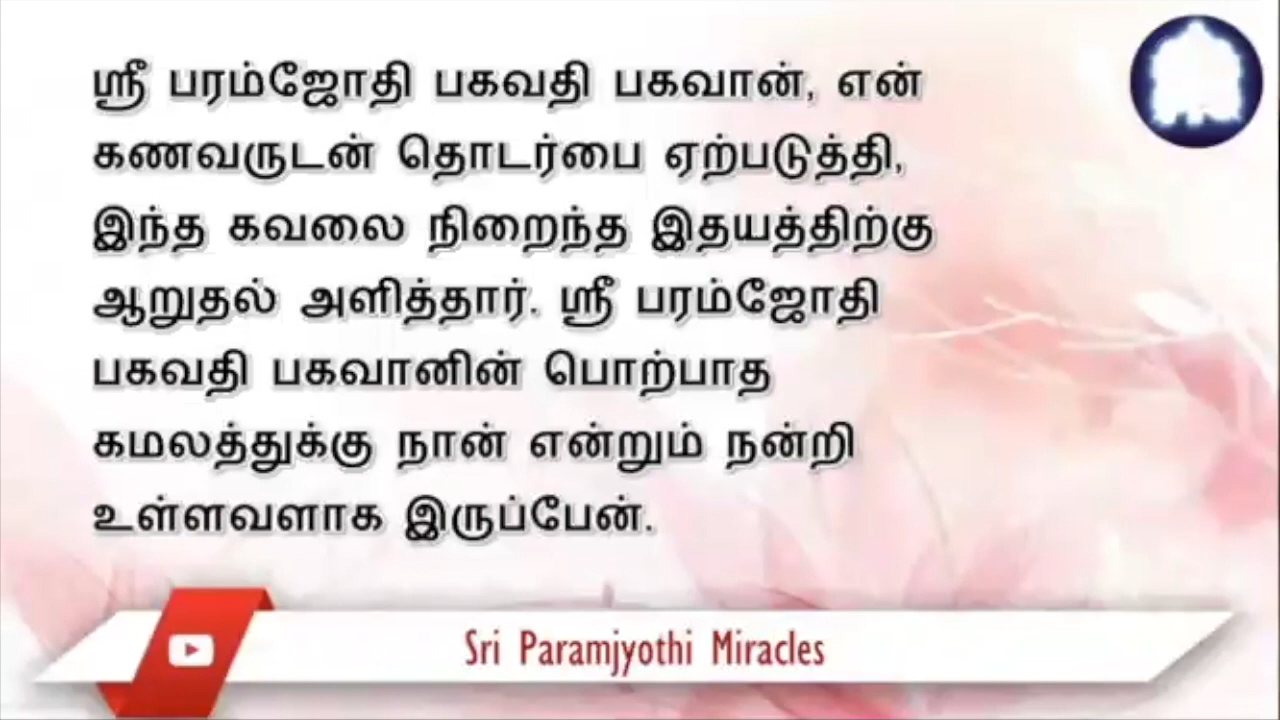 ஸ்ரீ பரம்ஜோதி பகவதி பகவான், என்
கணவருடன் தொடர்பை ஏற்படுத்தி,
இந்த கவலை நிறைந்த இதயத்திற்கு
ஆறுதல் அளித்தார். ஸ்ரீ பரம்ஜோதி
பகவதி பகவானின் பொற்பாத
கமலத்துக்கு நான் என்றும் நன்றி
உள்ளவளாக இருப்பேன்.
Sri Paramjyothi Miracles